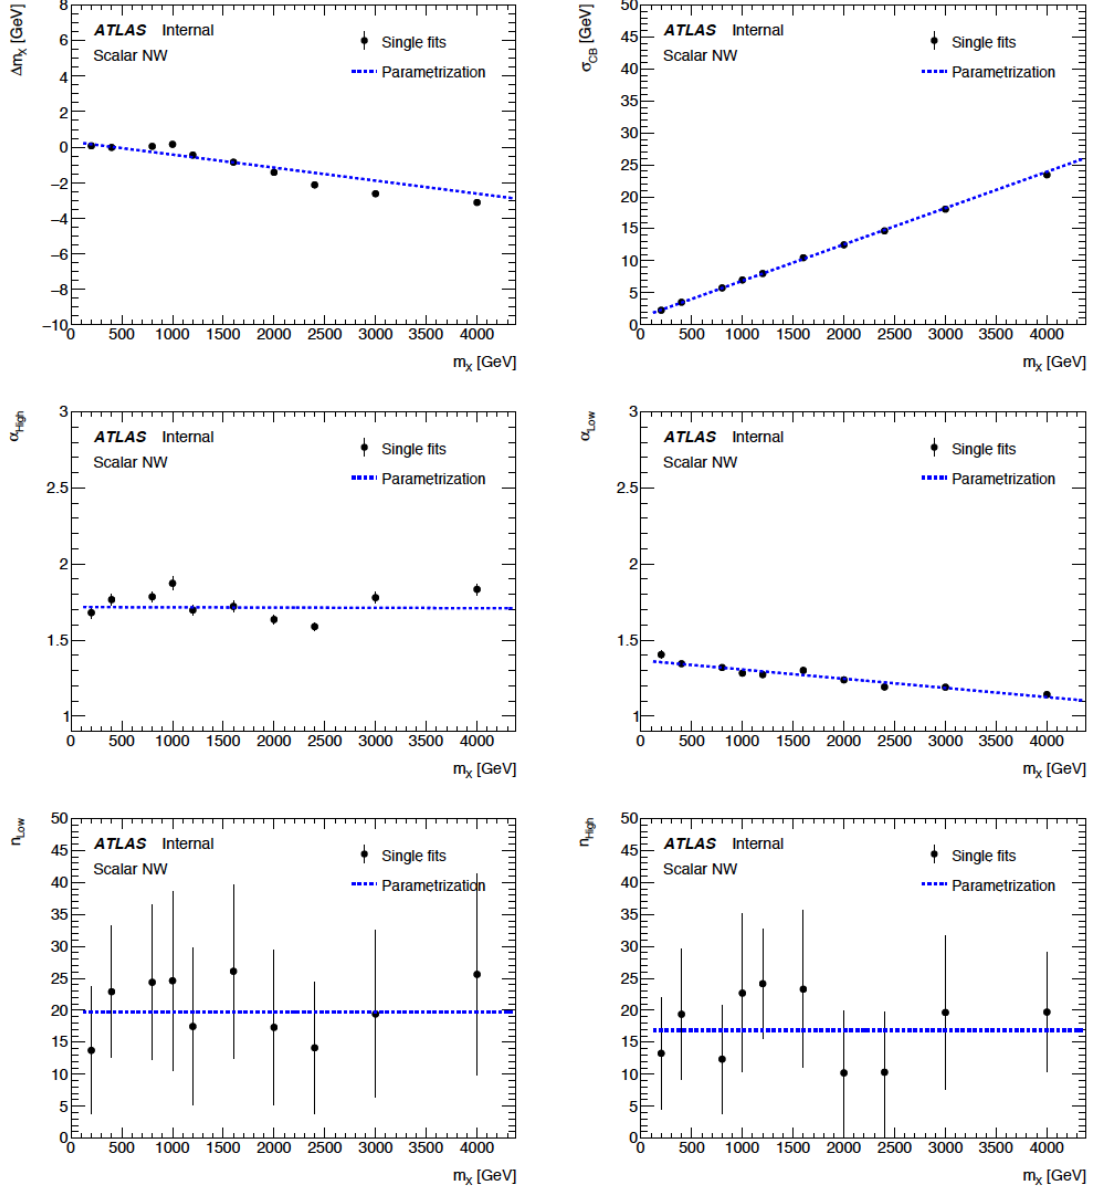 Δm_X [GeV]
8
6
4
2
0
−2
−4
−6
−8
−10
ATLAS Internal
Scalar NW
Single fits
Parametrization
0 500 1000 1500 2000 2500 3000 3500 4000
m_X [GeV]
σ_CB [GeV]
50
45
40
35
30
25
20
15
10
5
0
ATLAS Internal
Scalar NW
Single fits
Parametrization
0 500 1000 1500 2000 2500 3000 3500 4000
m_X [GeV]
α_High
3
2.5
2
1.5
1
ATLAS Internal
Scalar NW
Single fits
Parametrization
0 500 1000 1500 2000 2500 3000 3500 4000
m_X [GeV]
α_Low
3
2.5
2
1.5
1
ATLAS Internal
Scalar NW
Single fits
Parametrization
0 500 1000 1500 2000 2500 3000 3500 4000
m_X [GeV]
n_Low
50
45
40
35
30
25
20
15
10
5
0
ATLAS Internal
Scalar NW
Single fits
Parametrization
0 500 1000 1500 2000 2500 3000 3500 4000
m_X [GeV]
n_High
50
45
40
35
30
25
20
15
10
5
0
ATLAS Internal
Scalar NW
Single fits
Parametrization
0 500 1000 1500 2000 2500 3000 3500 4000
m_X [GeV]